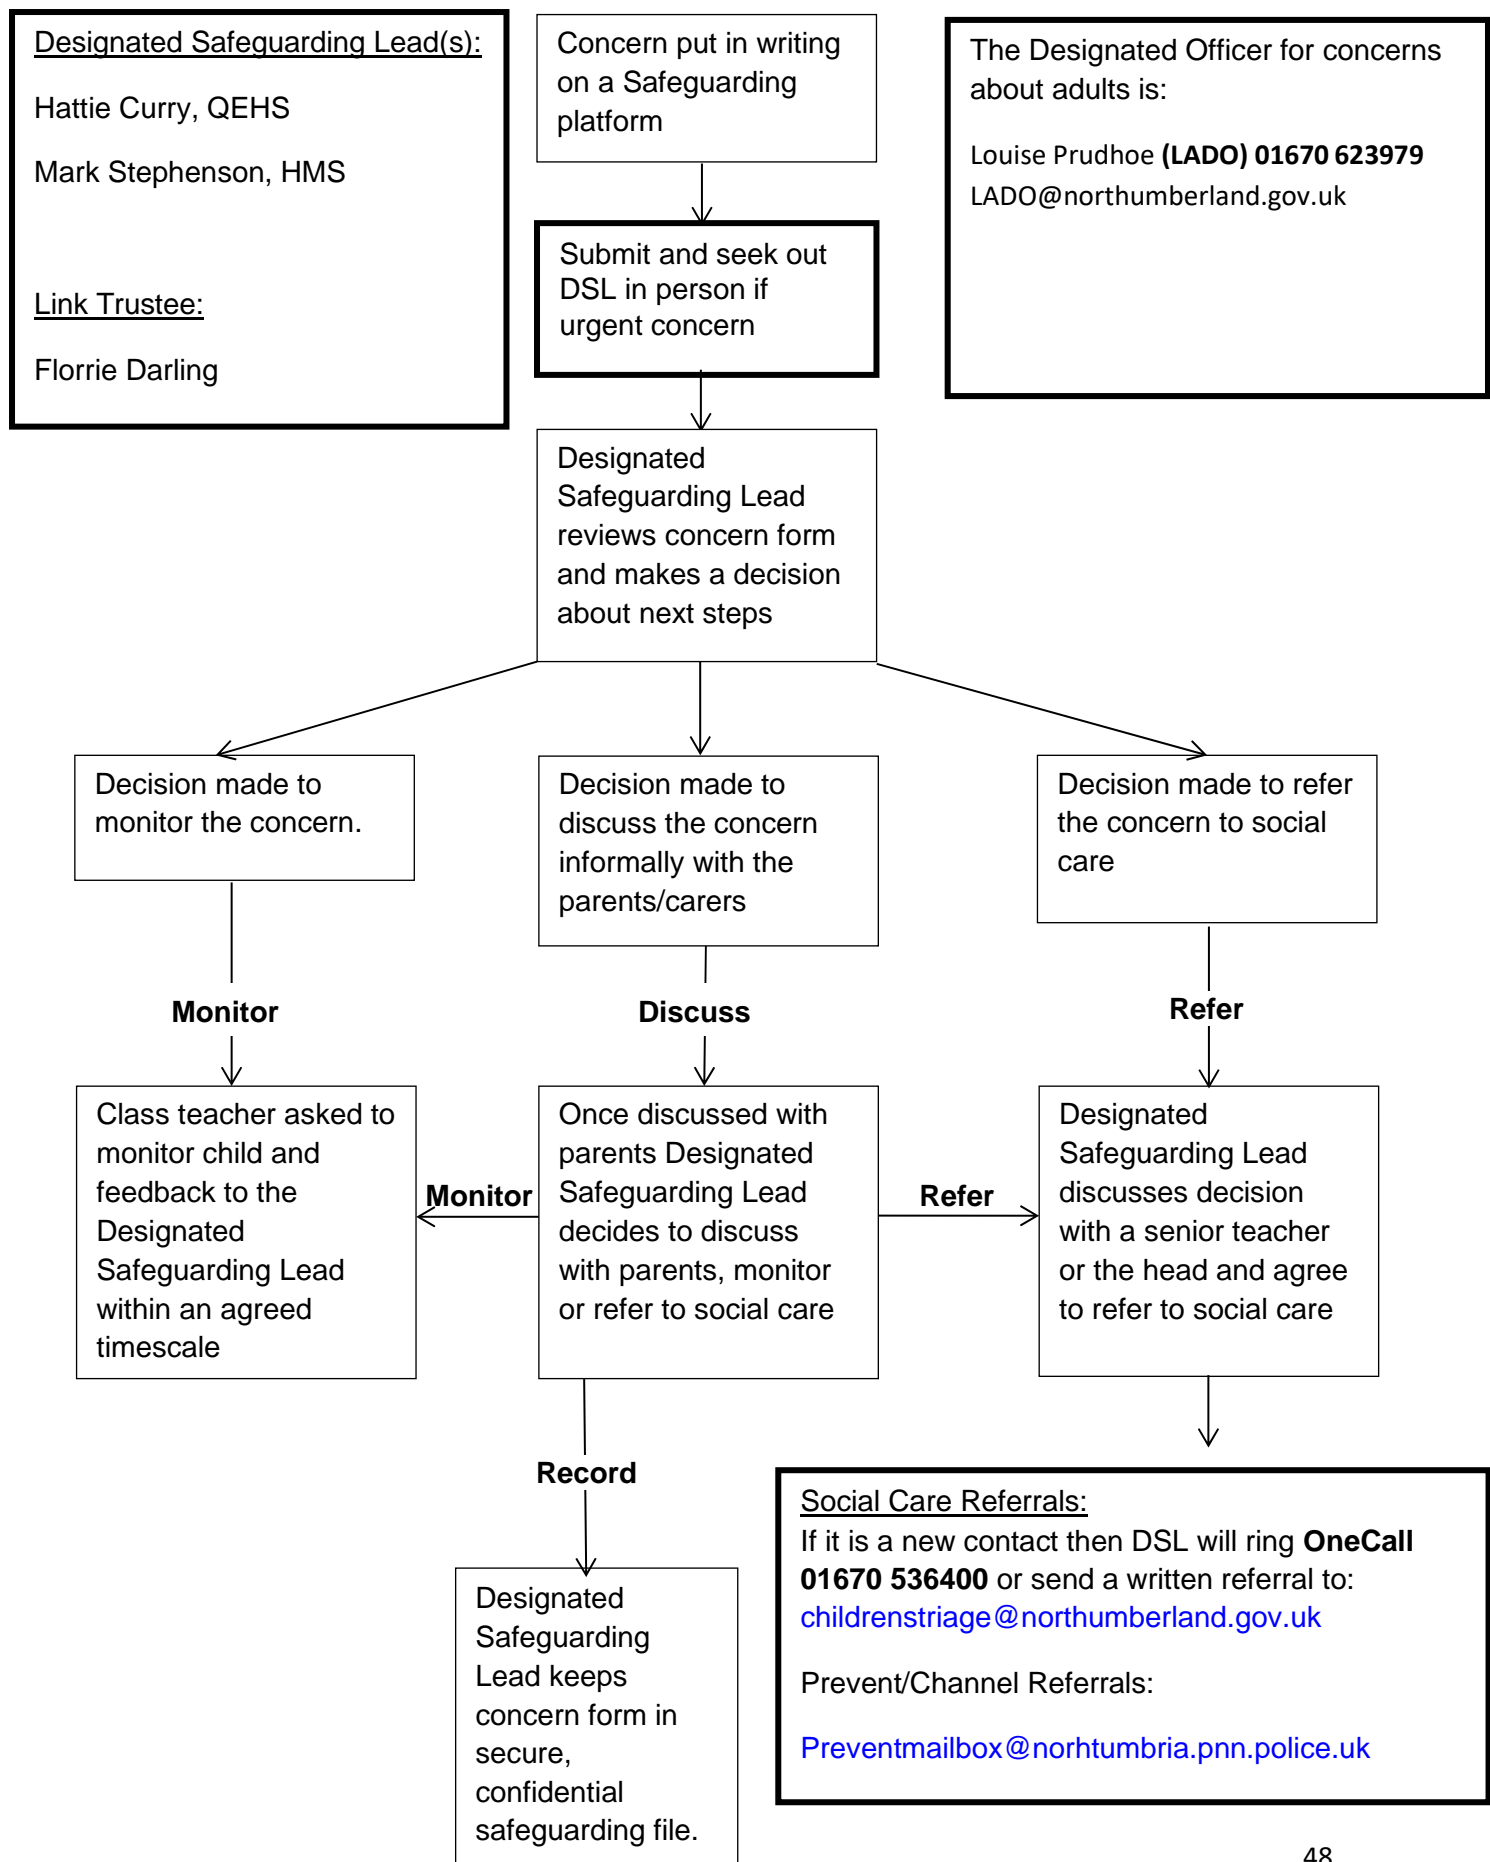 Designated Safeguarding Lead(s):
Hattie Curry, QEHS
Mark Stephenson, HMS
Link Trustee:
Florrie Darling
Concern put in writing
on a Safeguarding
platform
The Designated Officer for concerns
about adults is:
Louise Prudhoe (LADO) 01670 623979
LADO@northumberland.gov.uk
Submit and seek out
DSL in person if
urgent concern
Designated
Safeguarding Lead
reviews concern form
and makes a decision
about next steps
Decision made to
monitor the concern.
Decision made to
discuss the concern
informally with the
parents/carers
Decision made to refer
the concern to social
care
Monitor
Discuss
Refer
Class teacher asked to
monitor child and
feedback to the
Designated
Safeguarding Lead
within an agreed
timescale
Monitor
Once discussed with
parents Designated
Safeguarding Lead
decides to discuss
with parents, monitor
or refer to social care
Refer
Designated
Safeguarding Lead
discusses decision
with a senior teacher
or the head and agree
to refer to social care
Record
Designated
Safeguarding
Lead keeps
concern form in
secure,
confidential
safeguarding file.
Social Care Referrals:
If it is a new contact then DSL will ring OneCall
01670 536400 or send a written referral to:
childrenstriage@northumberland.gov.uk
Prevent/Channel Referrals:
Preventmailbox@norhtumbria.pnn.police.uk
48